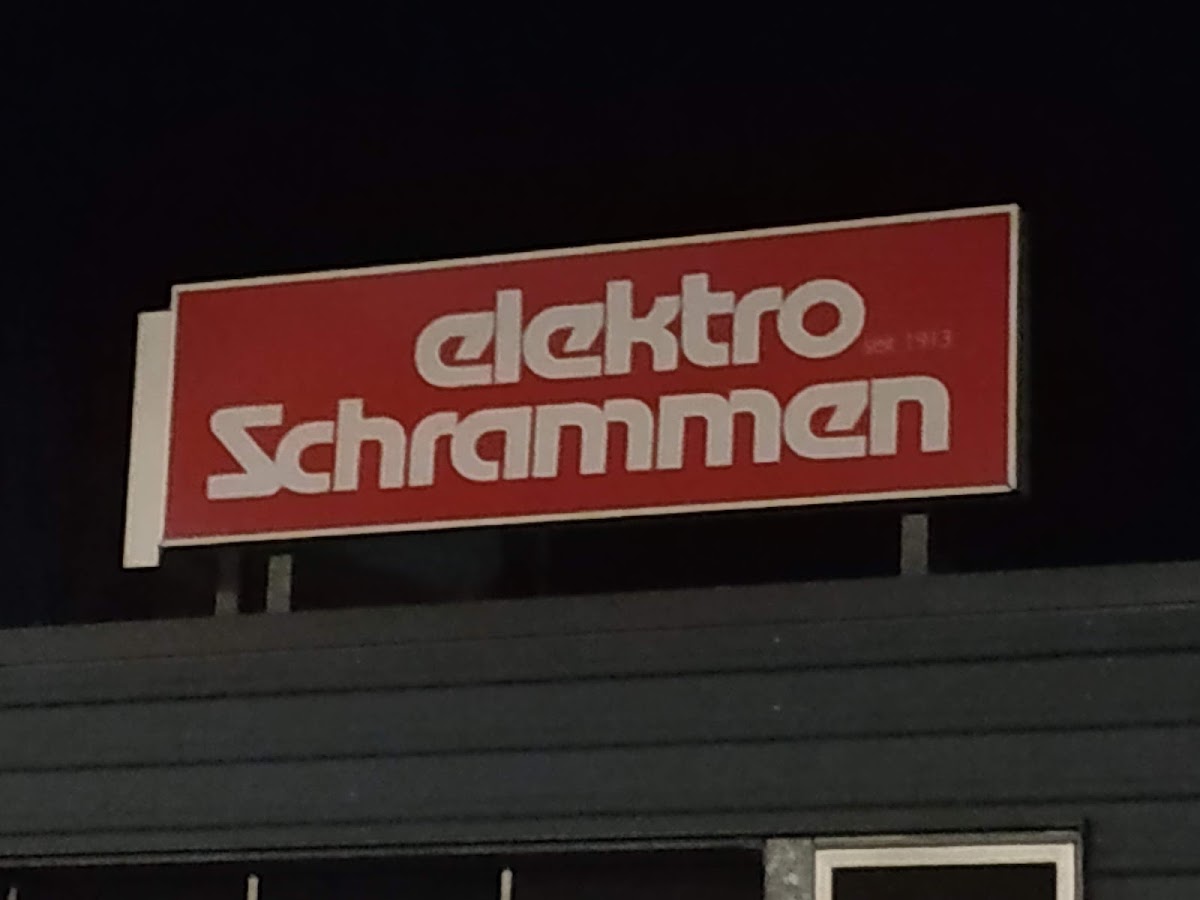 elektro
seit 1913
Schrammen